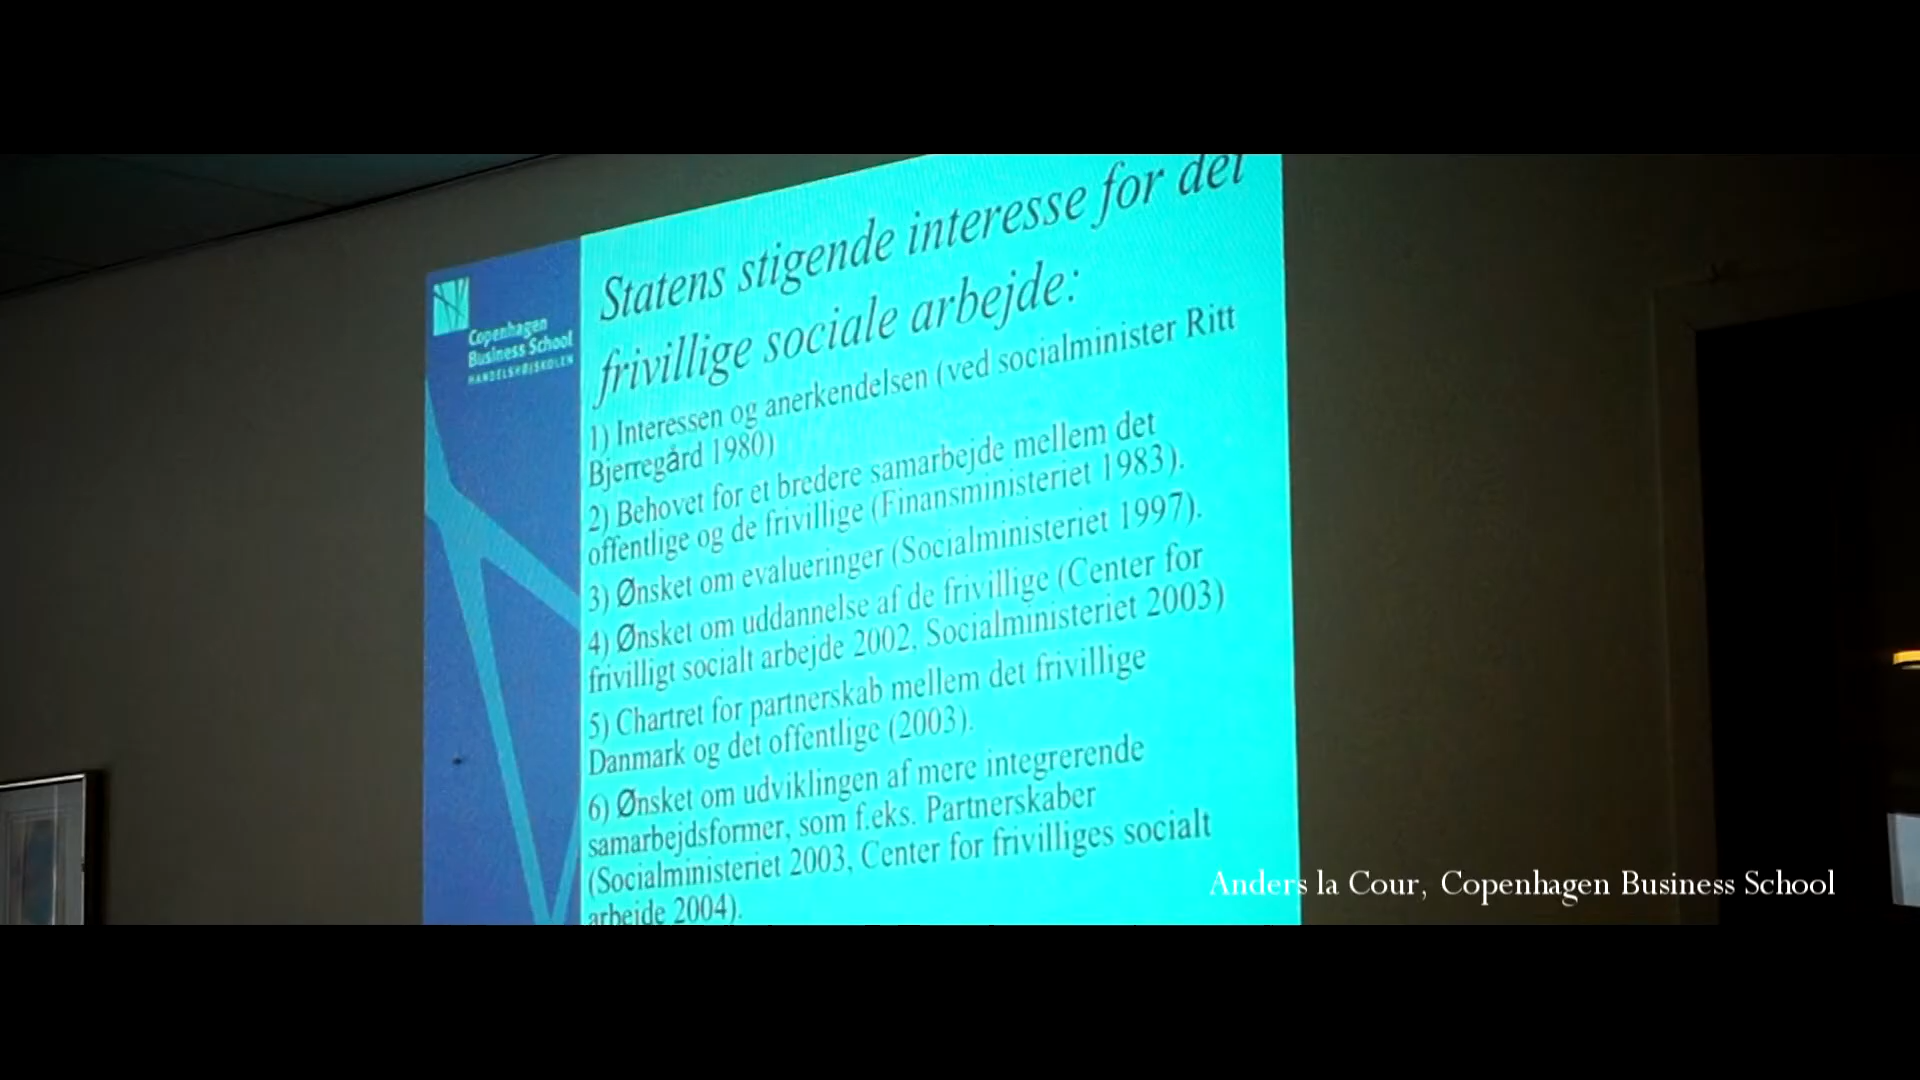 Copenhagen
Business School
HANDELSHØJSKOLEN
Statens stigende interesse for det
frivillige sociale arbejde:
1) Interessen og anerkendelsen (ved socialminister Ritt
Bjerregård 1980)
2) Behovet for et bredere samarbejde mellem det
offentlige og de frivillige (Finansministeriet 1983).
3) Ønsket om evalueringer (Socialministeriet 1997).
4) Ønsket om uddannelse af de frivillige (Center for
frivilligt socialt arbejde 2002. Socialministeriet 2003)
5) Chartret for partnerskab mellem det frivillige
Danmark og det offentlige (2003).
6) Ønsket om udviklingen af mere integrerende
samarbejdsformer, som f.eks. Partnerskaber
(Socialministeriet 2003, Center for frivilliges socialt
arbejde 2004).
Anders la Cour, Copenhagen Business School